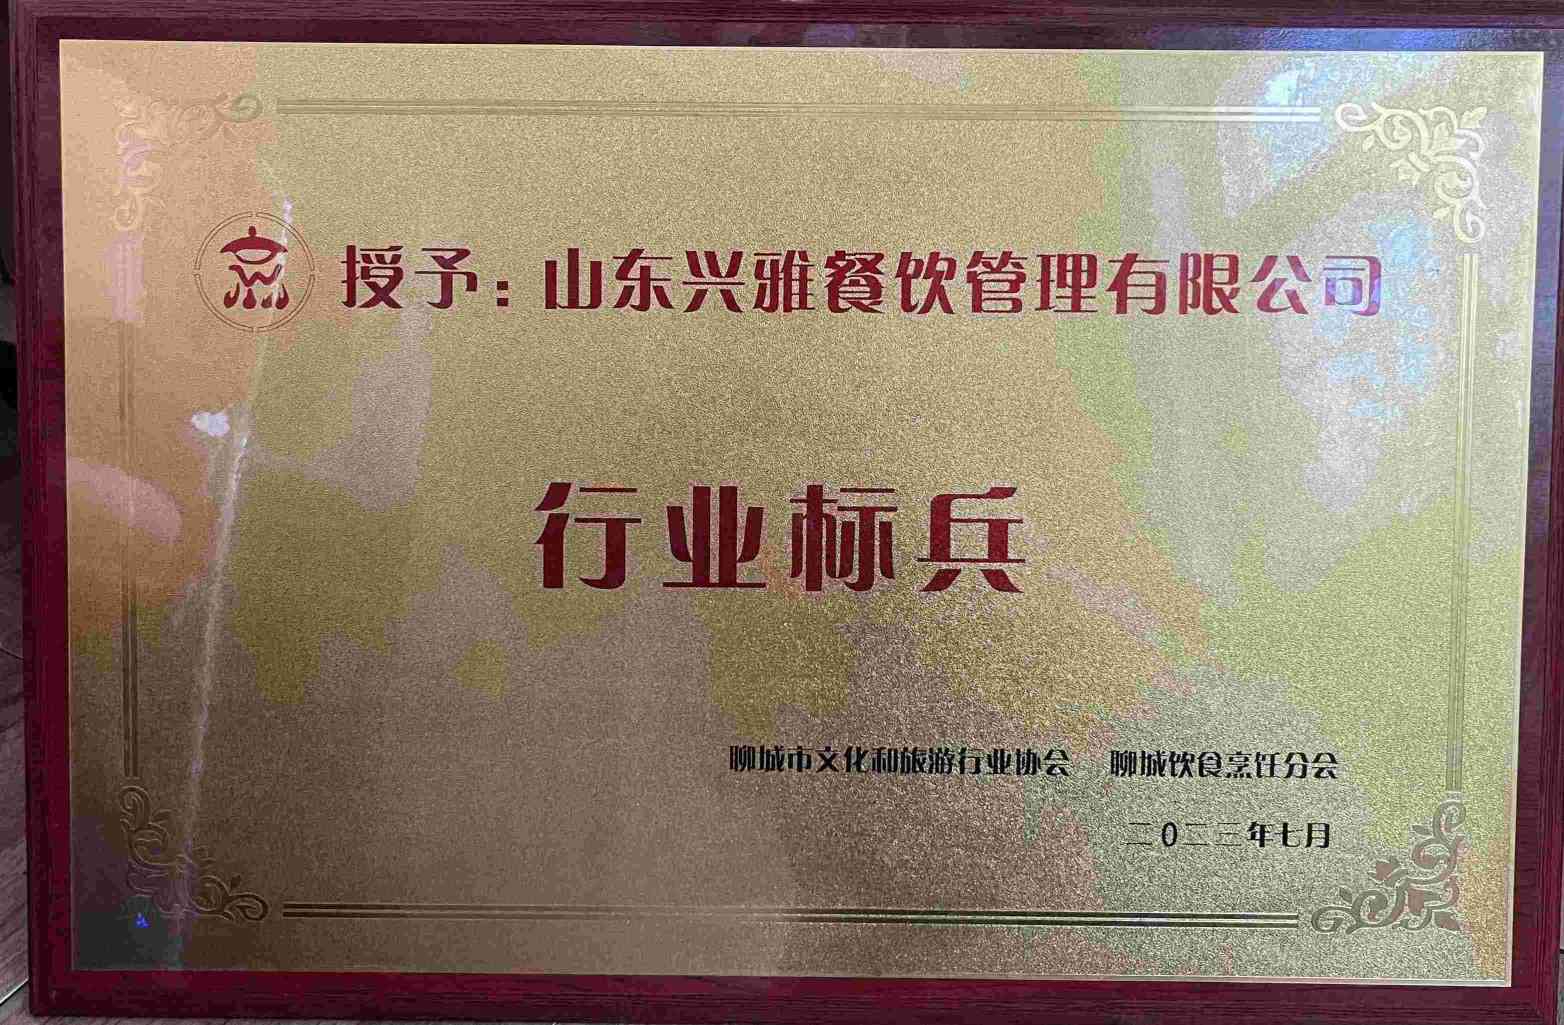 授予：山东兴雅餐饮管理有限公司
行业标兵
聊城市文化和旅游行业协会 聊城饮食烹饪分会
二0二三年七月